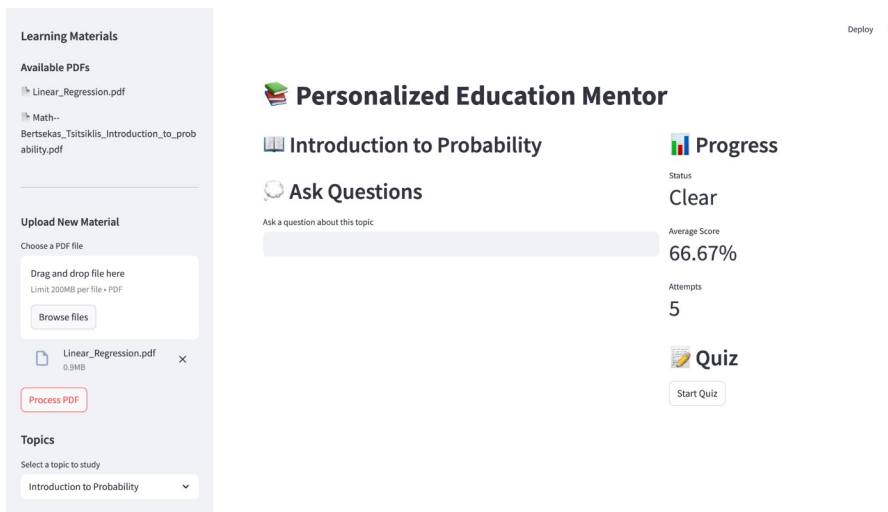 Learning Materials
Available PDFs
Linear_Regression.pdf
Math--
Bertsekas_Tsitsiklis_Introduction_to_prob
ability.pdf
Upload New Material
Choose a PDF file
Drag and drop file here
Limit 200MB per file • PDF
Browse files
Linear_Regression.pdf
0.9MB
Process PDF
Topics
Select a topic to study
Introduction to Probability
Deploy
Personalized Education Mentor
Introduction to Probability
Ask Questions
Ask a question about this topic
Progress
Status
Clear
Average Score
66.67%
Attempts
5
Quiz
Start Quiz